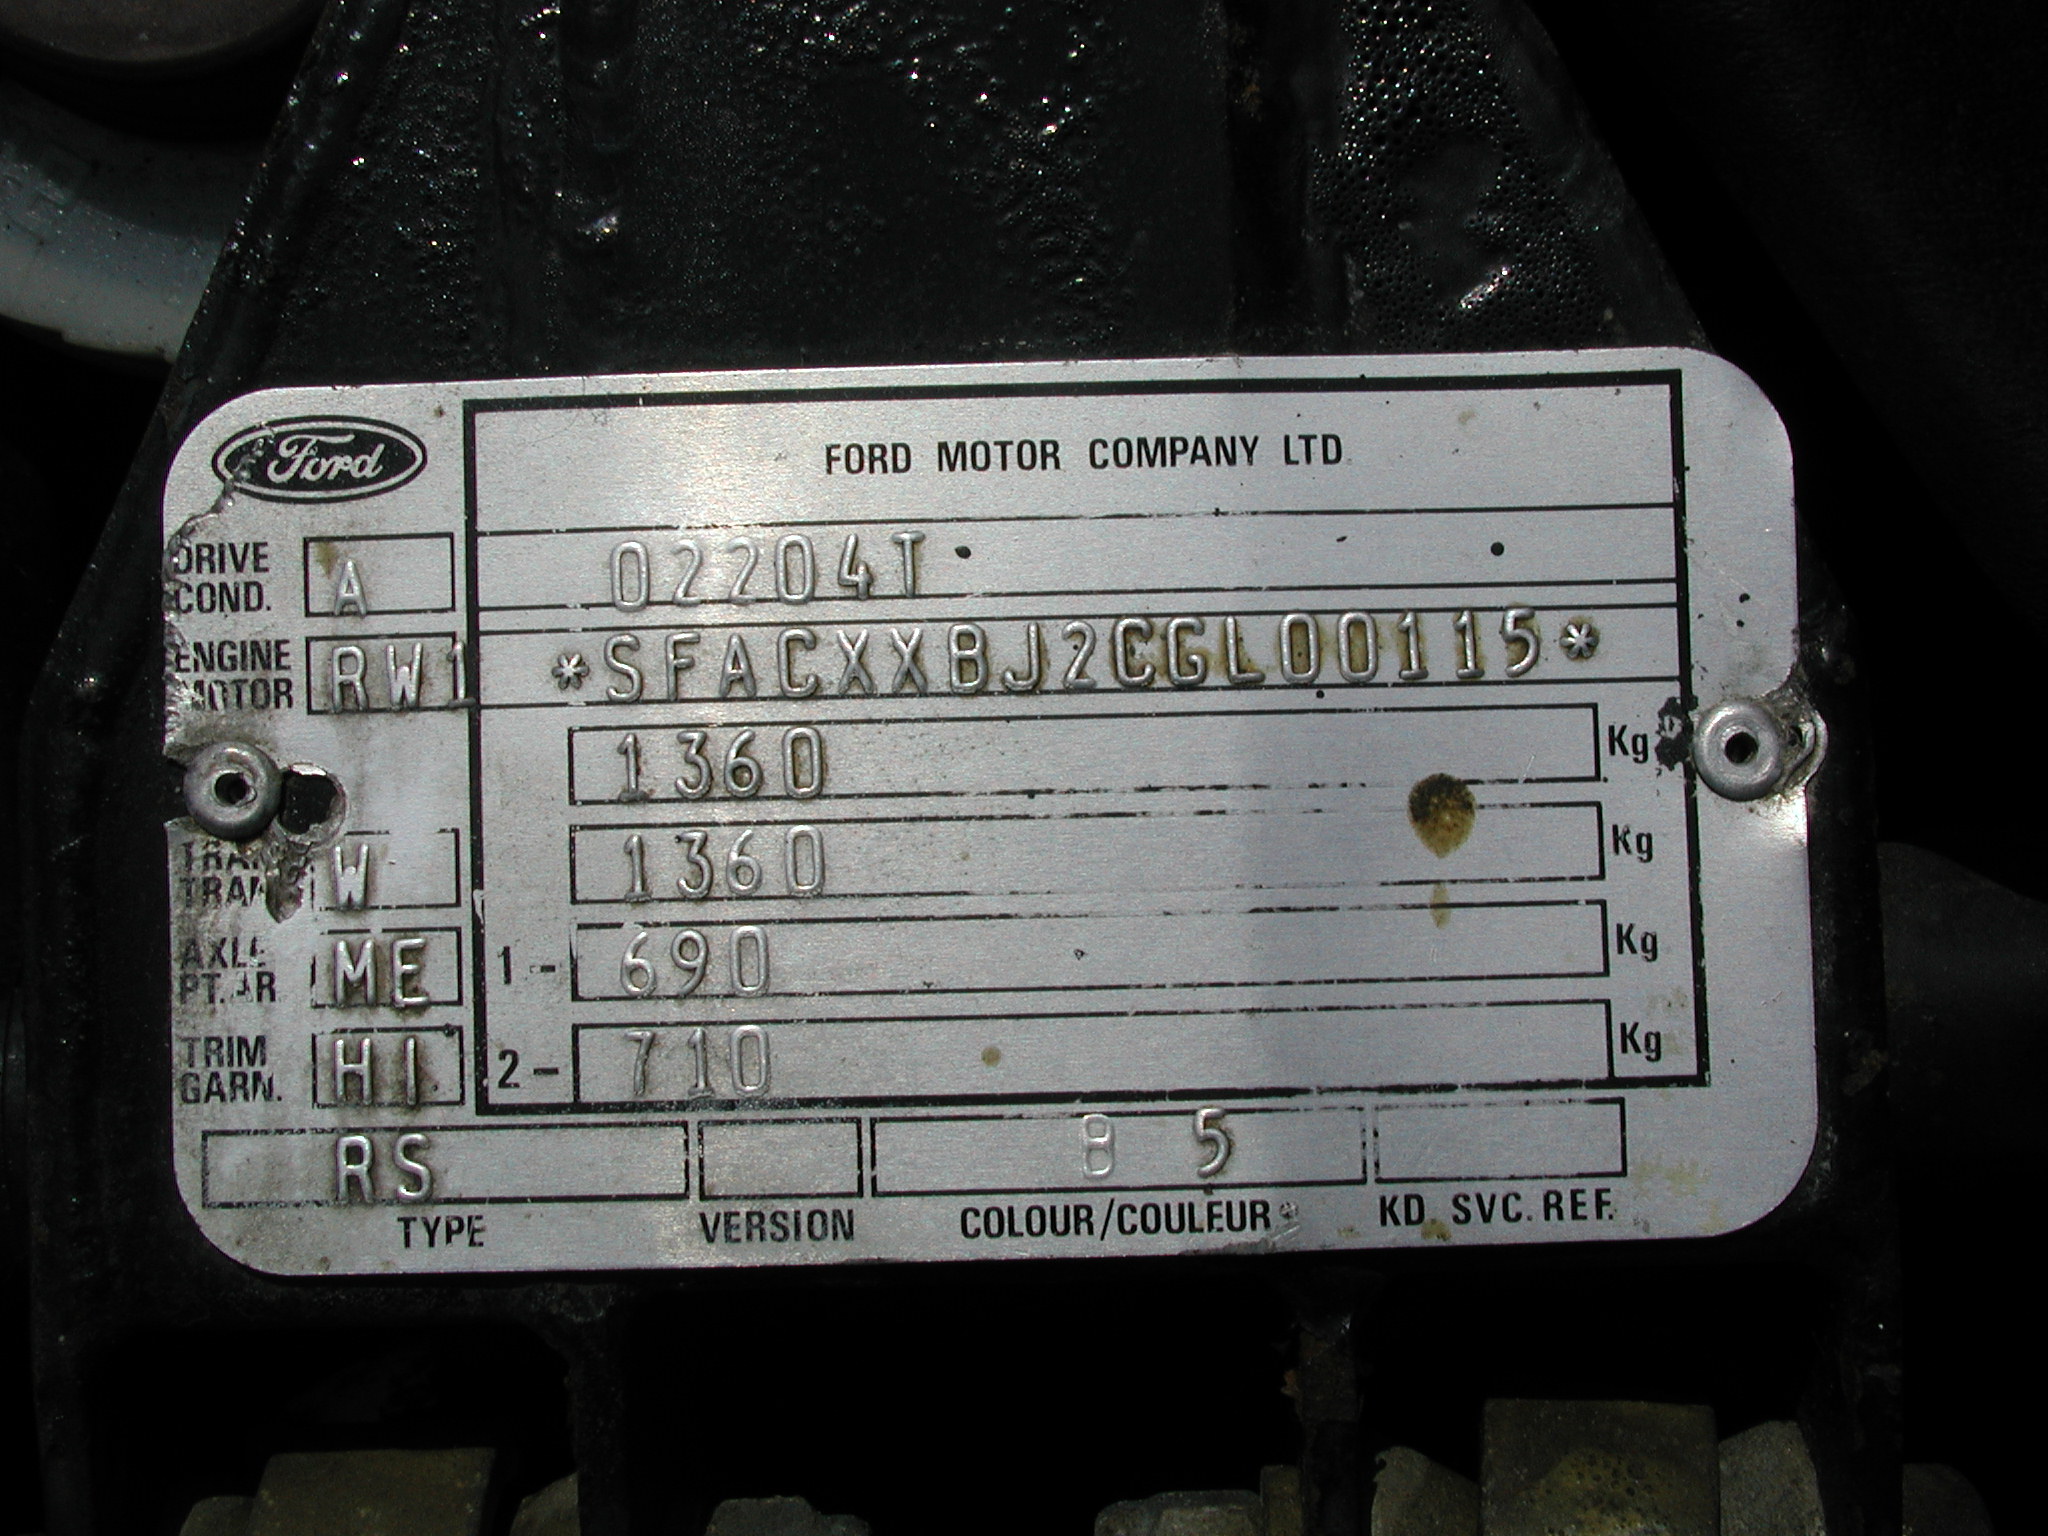 Ford
FORD MOTOR COMPANY LTD
DRIVE COND. A 02204T
ENGINE MOTOR RW1 *SFACXXBJ2CGL00115*
1360 Kg
W 1360 Kg
ME 1- 690 Kg
TRIM GARN. HI 2- 710 Kg
RS B 5
TYPE VERSION COLOUR/COULEUR KD. SVC. REF.